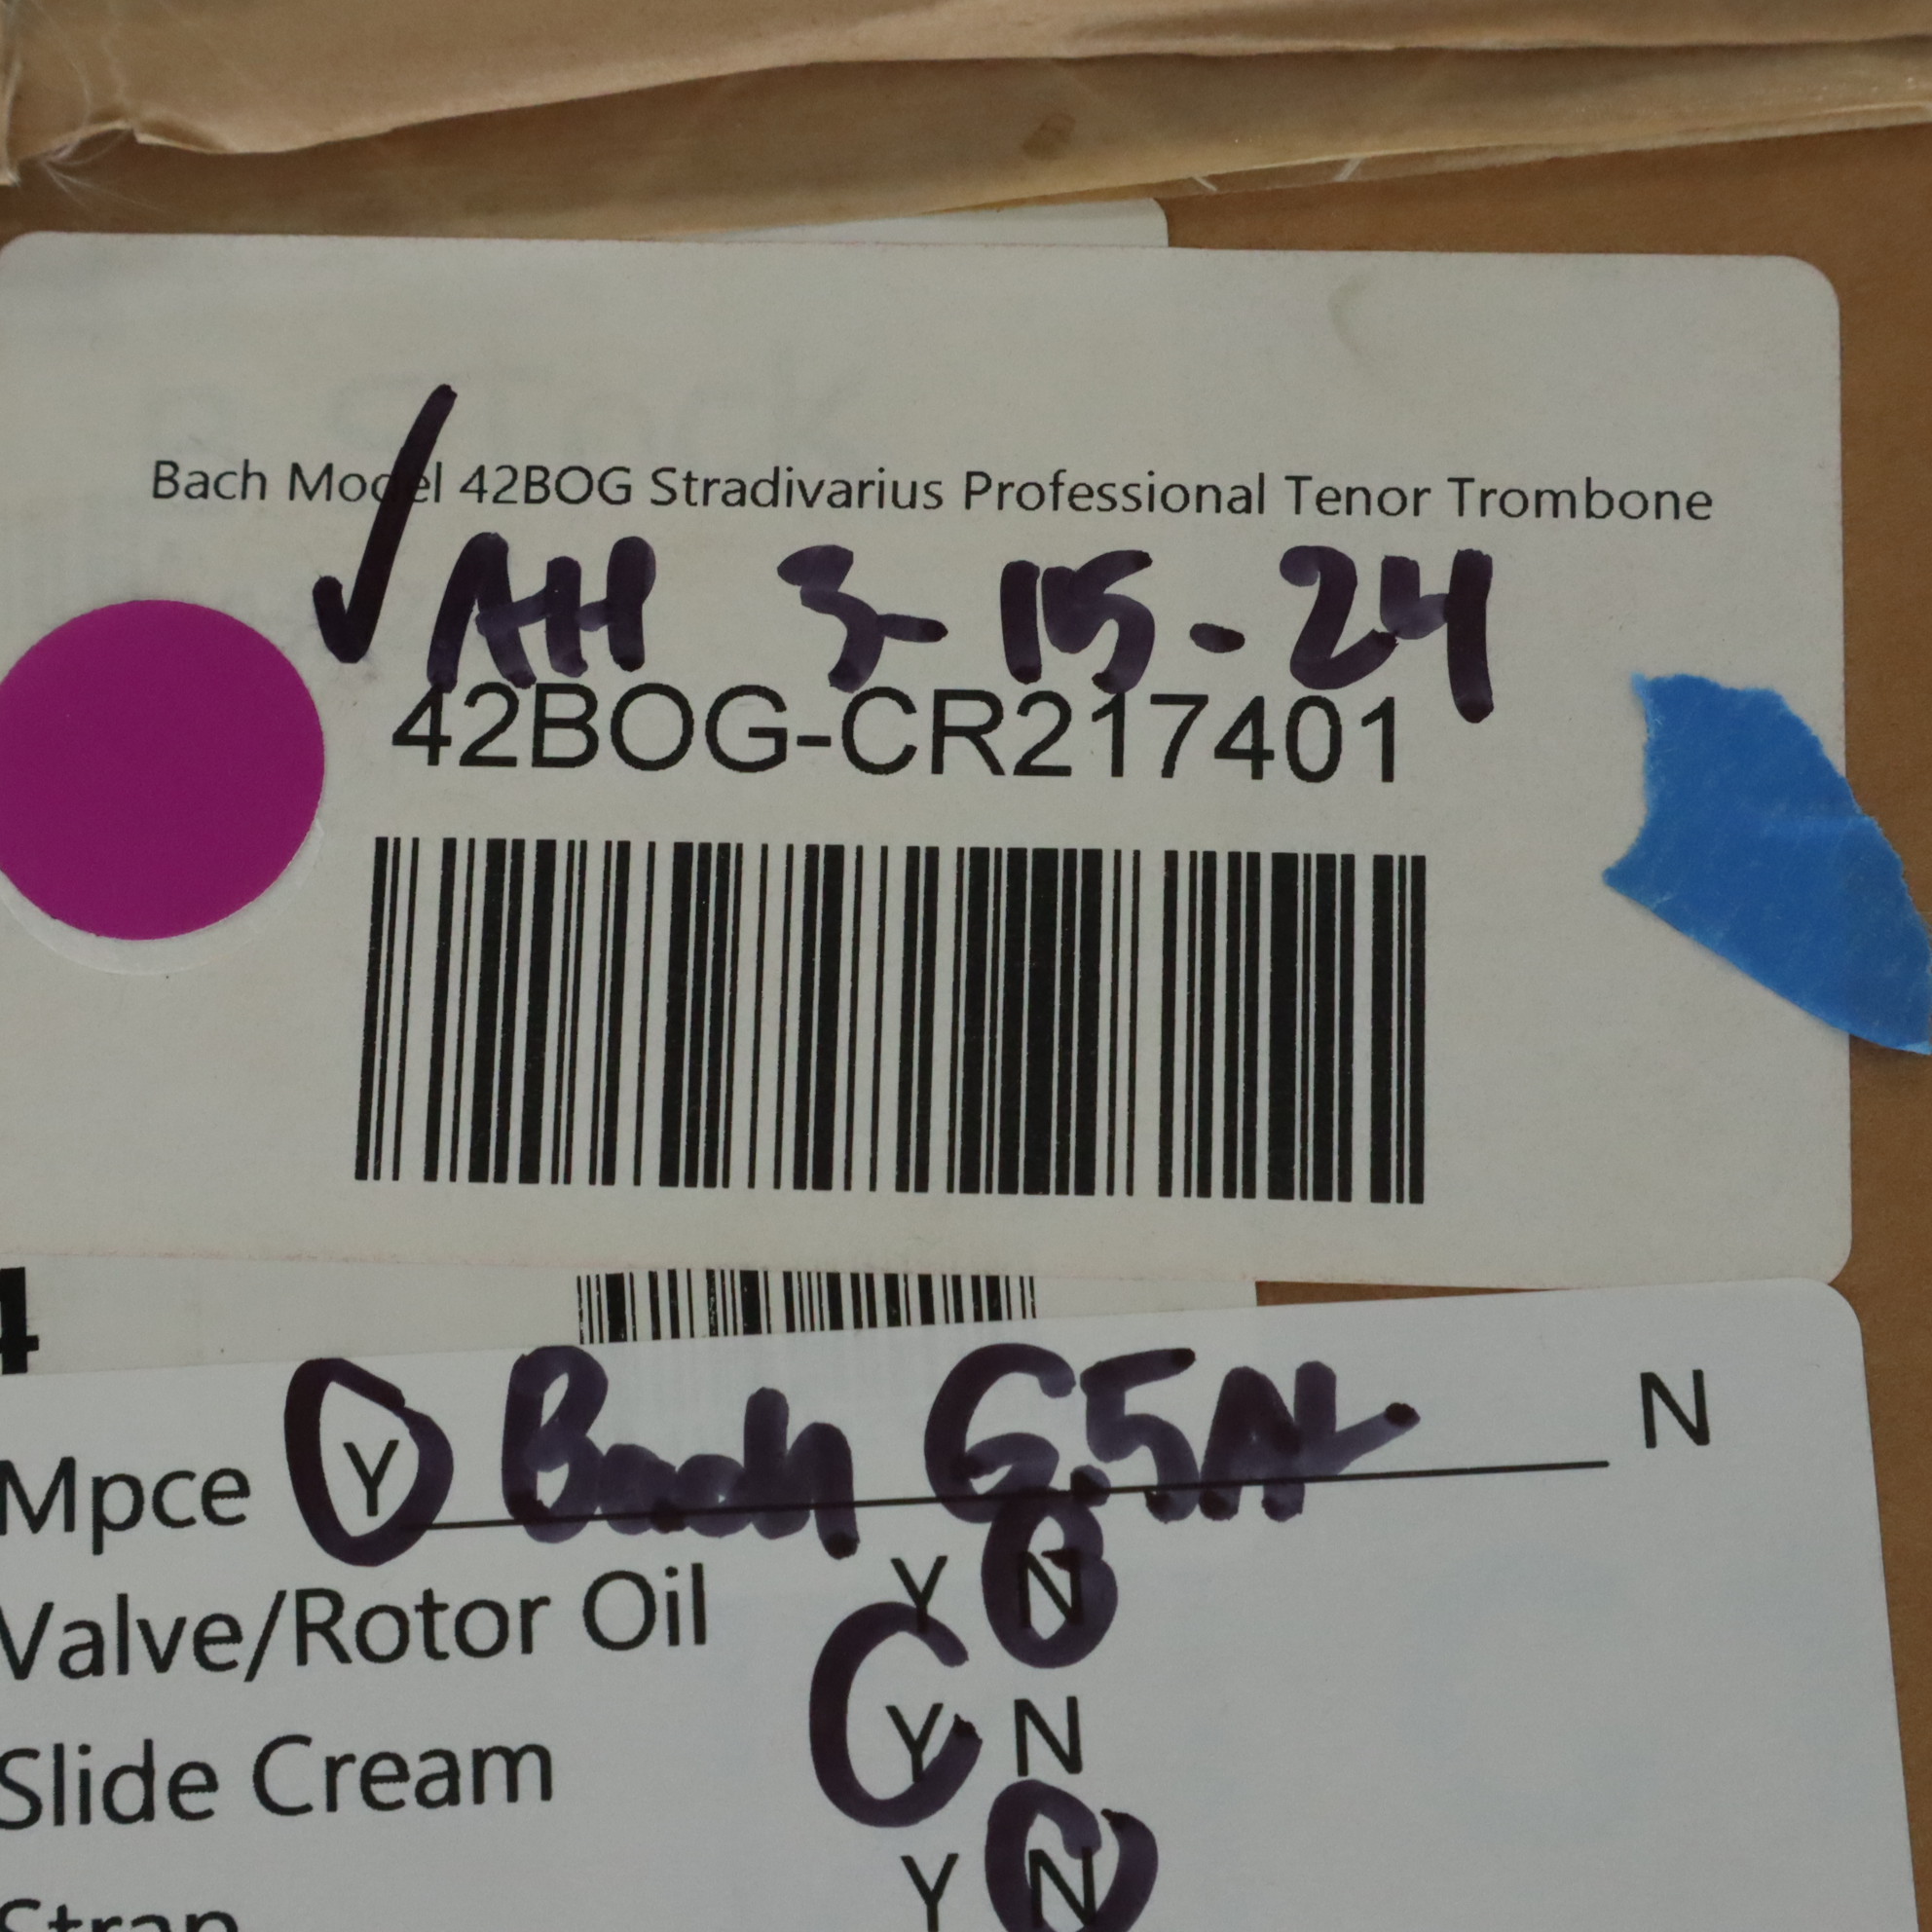 Bach Model 42BOG Stradivarius Professional Tenor Trombone
✓ AH 3-15-24
42BOG-CR217401
4
Mpce Y Bach 6.5AL N
Valve/Rotor Oil Y N
Slide Cream Y N
Strap Y N